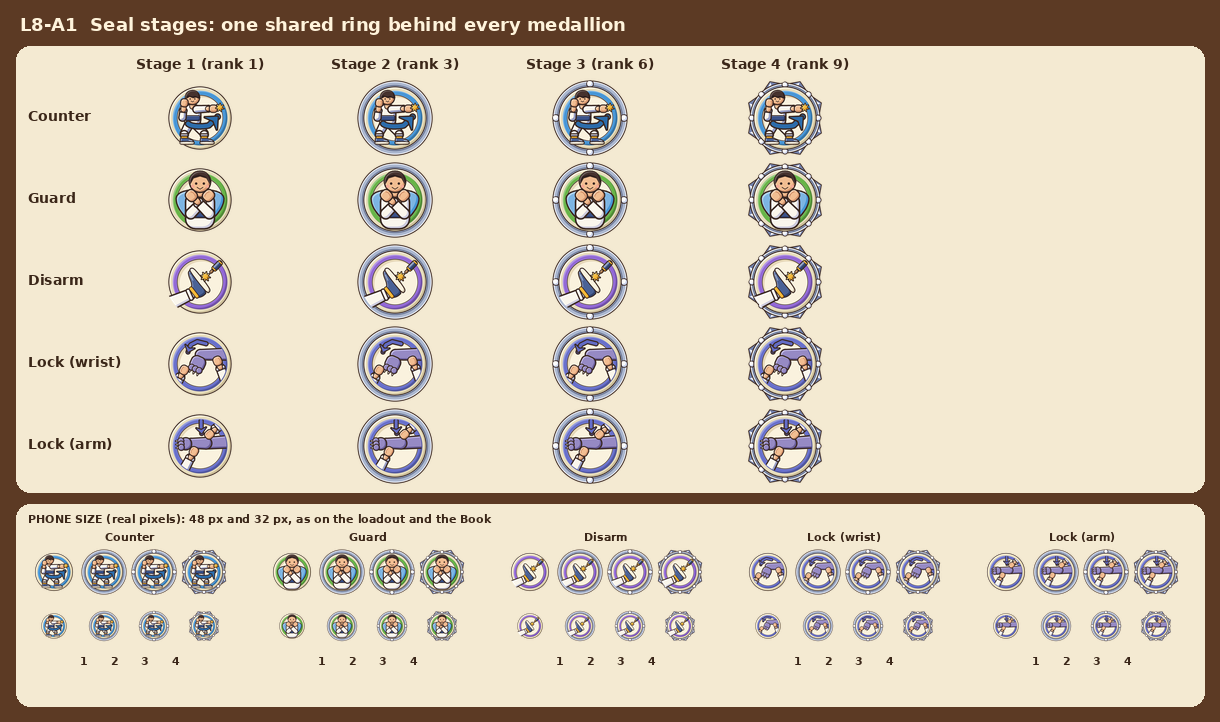 L8-A1  Seal stages: one shared ring behind every medallion
Stage 1 (rank 1)  Stage 2 (rank 3)  Stage 3 (rank 6)  Stage 4 (rank 9)
Counter
Guard
Disarm
Lock (wrist)
Lock (arm)
PHONE SIZE (real pixels): 48 px and 32 px, as on the loadout and the Book
Counter  Guard  Disarm  Lock (wrist)  Lock (arm)
1 2 3 4  1 2 3 4  1 2 3 4  1 2 3 4  1 2 3 4